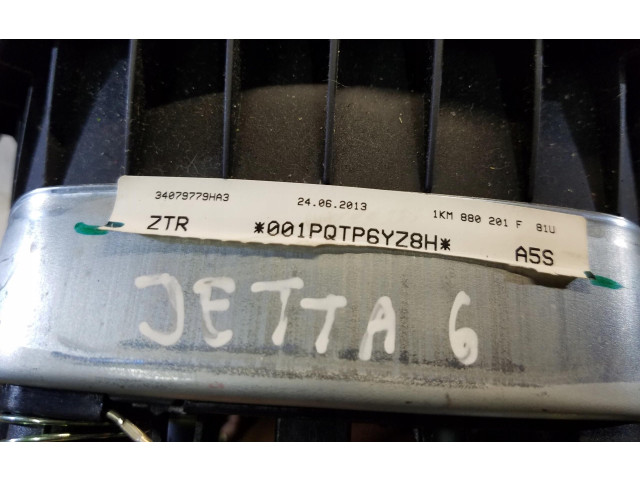 34079779HA3 24.06.2013 1KM 880 201 F 81U
ZTR *001PQTP6YZ8H* A5S
JETTA 6